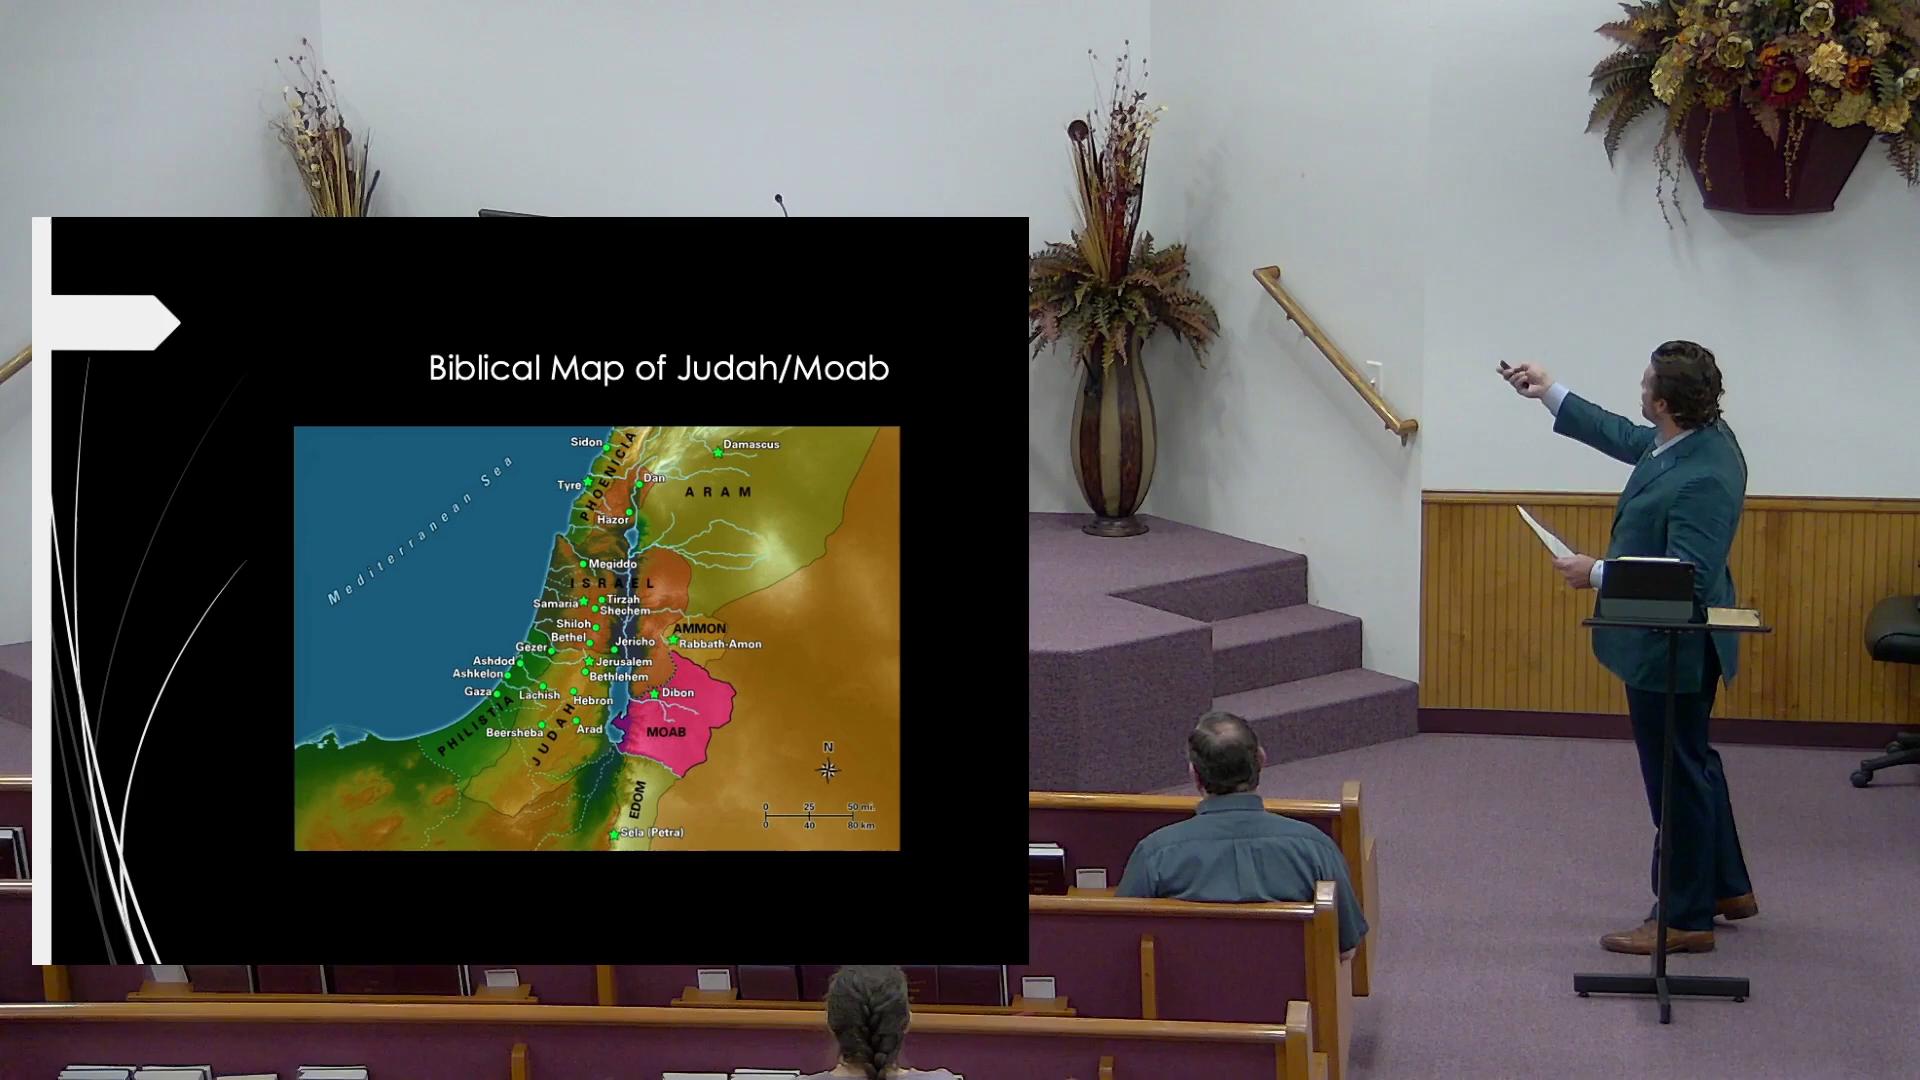 Biblical Map of Judah/Moab
Mediterranean Sea
Sidon
PHOENICIA
Damascus
Tyre
Dan
ARAM
Hazor
Megiddo
ISRAEL
Samaria
Tirzah
Shechem
Shiloh
AMMON
Bethel
Jericho
Rabbath-Amon
Gezer
Ashdod
Jerusalem
Ashkelon
Bethlehem
Gaza
Lachish
Hebron
Dibon
PHILISTIA
JUDAH
Beersheba
Arad
MOAB
N
EDOM
0 25 50 mi.
0 40 80 km
Sela (Petra)